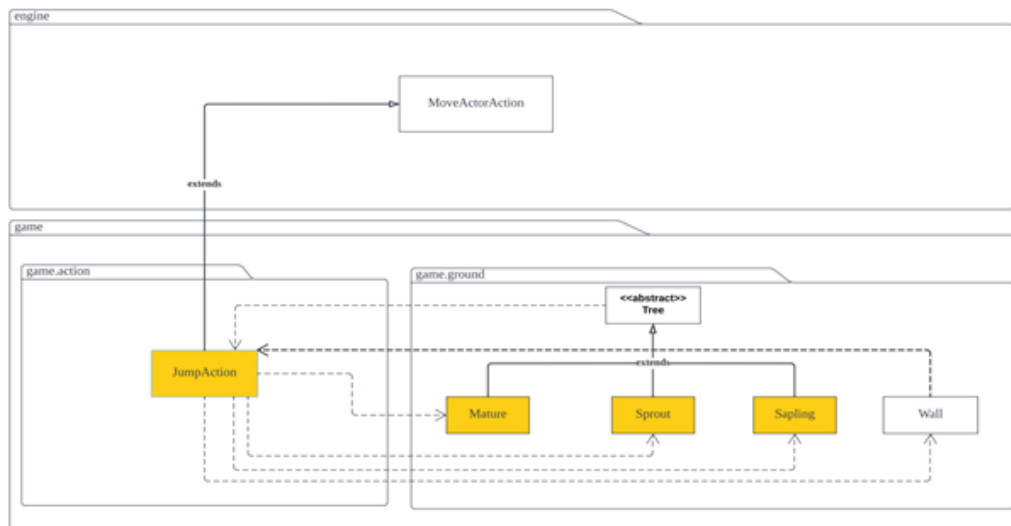 engine
MoveActorAction
extends
game
game.action
game.ground
<<abstract>>
Tree
JumpAction
extends
Mature
Sprout
Sapling
Wall